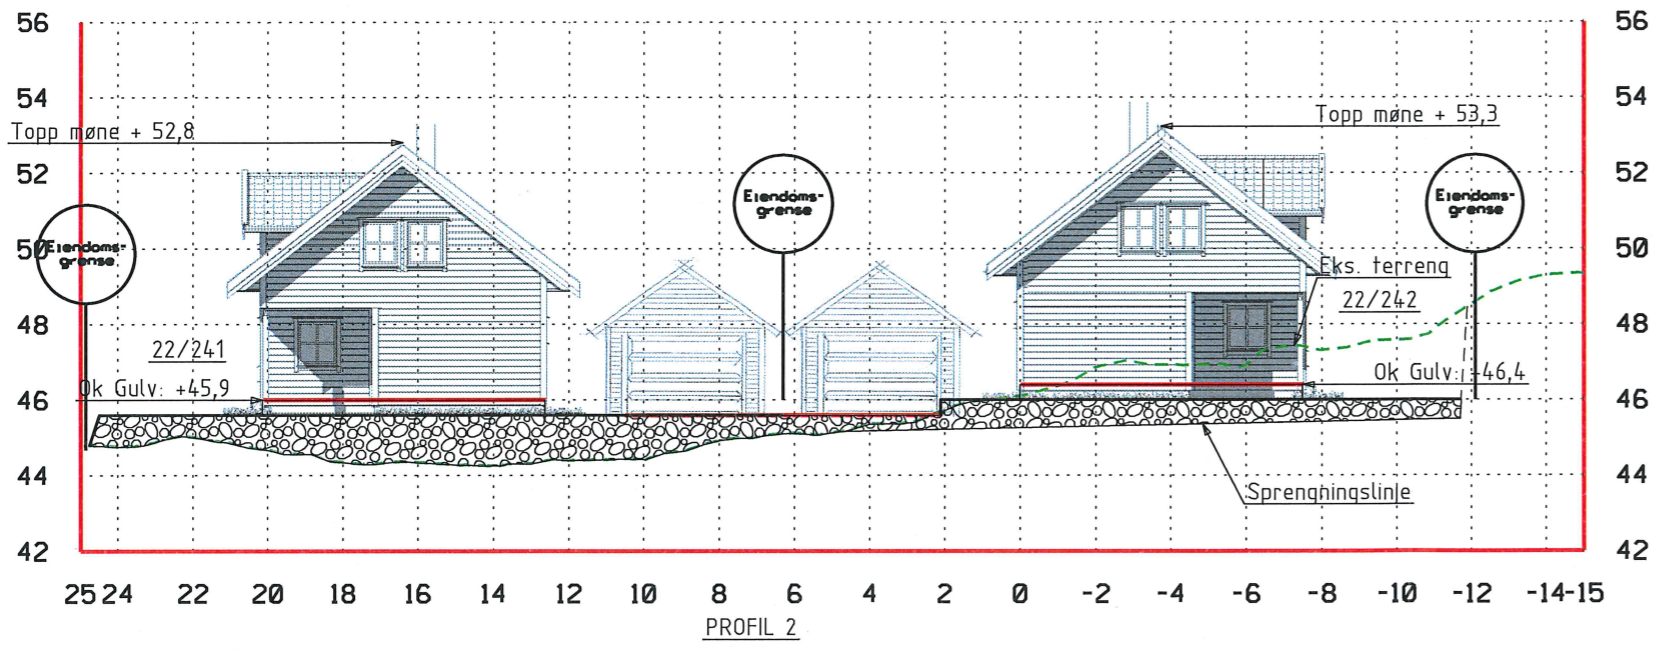 56
56
54
54
Topp møne + 52,8
Topp møne + 53,3
52
52
Eiendoms-
grense
Eiendoms-
grense
Eiendoms-
grense
50
50
Eks. terreng
22/242
48
48
22/241
Ok Gulv: +45,9
Ok Gulv: +46,4
46
46
44
44
Sprengningslinje
42
42
25 24 22 20 18 16 14 12 10 8 6 4 2 0 -2 -4 -6 -8 -10 -12 -14 -15
PROFIL 2